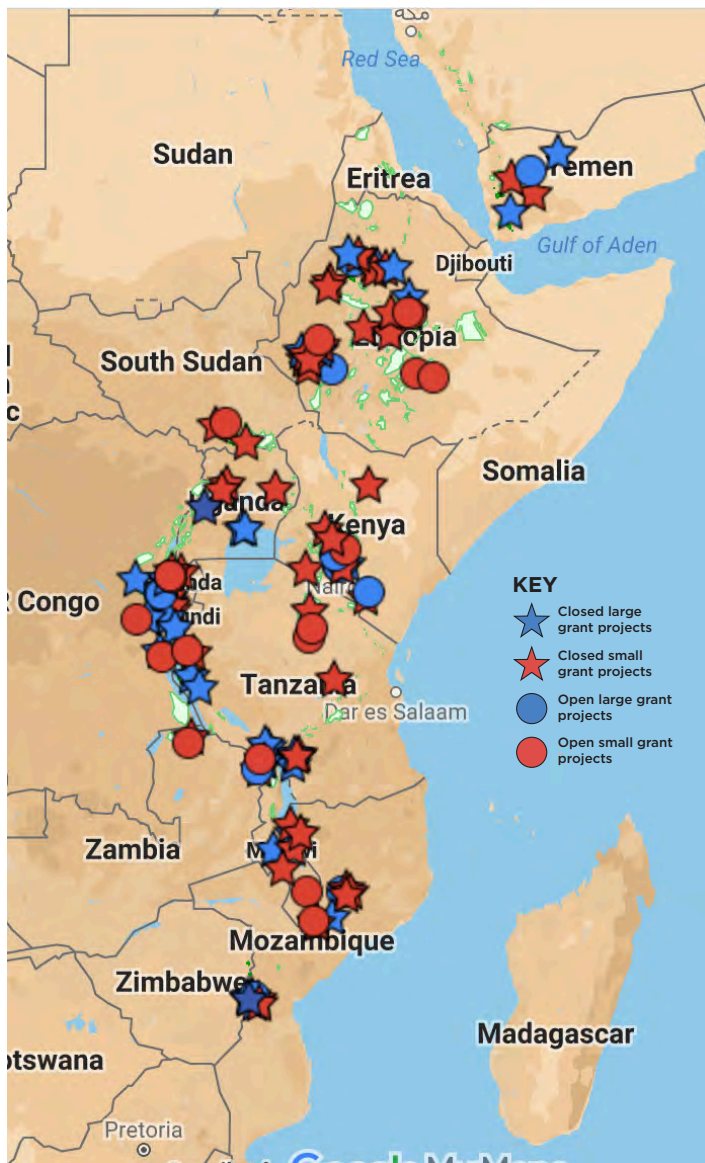 Red Sea
Sudan
Eritrea
Gulf of Aden
Djibouti
South Sudan
Somalia
Kenya
Congo
KEY
Closed large
grant projects
Closed small
grant projects
Open large grant
projects
Open small grant
projects
Tanzania
Dar es Salaam
Zambia
Mozambique
Zimbabwe
Madagascar
otswana
Pretoria